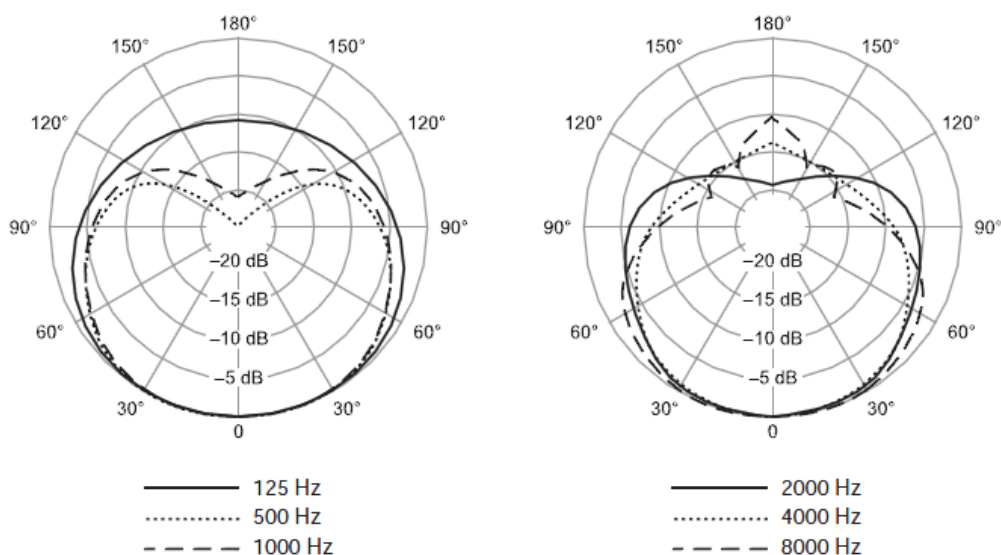 180°
150° 150°
120° 120°
90° 90°
–20 dB
–15 dB
60° 60°
–10 dB
–5 dB
30° 30°
0
125 Hz
500 Hz
1000 Hz
180°
150° 150°
120° 120°
90° 90°
–20 dB
–15 dB
60° 60°
–10 dB
–5 dB
30° 30°
0
2000 Hz
4000 Hz
8000 Hz